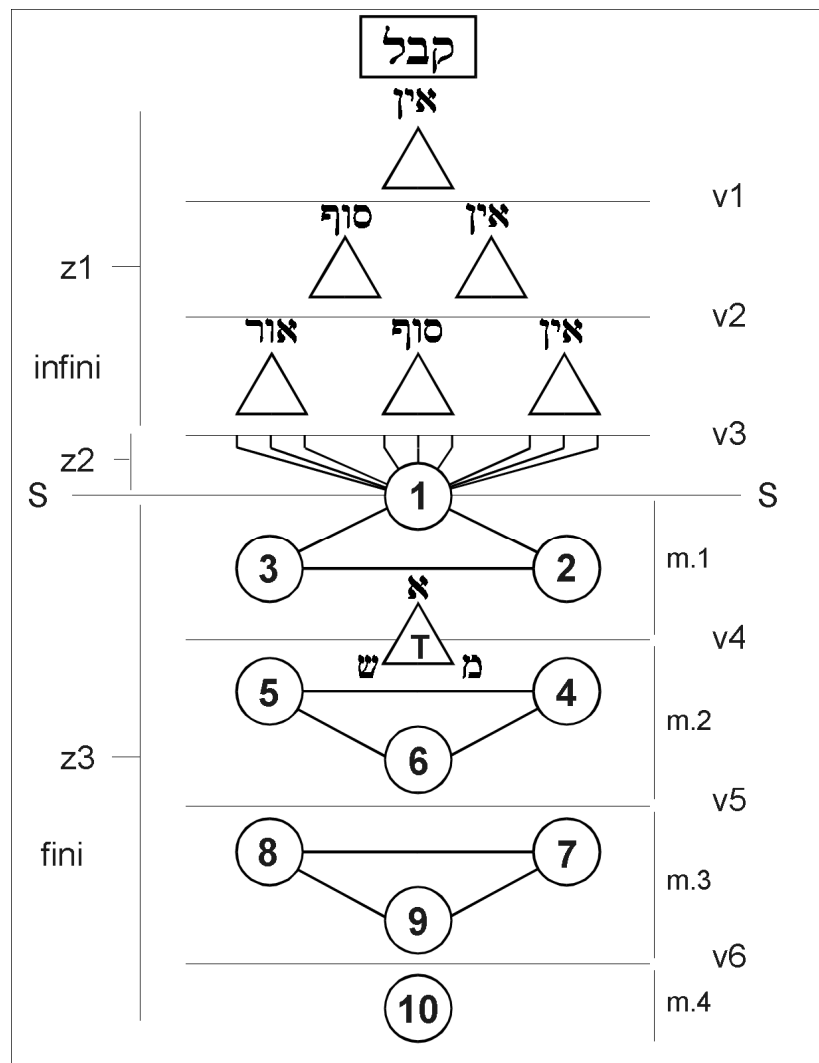 קבל
אין
v1
סוף אין
z1
v2
אור סוף אין
infini
v3
z2
S 1 S
3 2 m.1
א
T
v4
ש מ
5 4
m.2
6
z3
v5
8 7
fini
m.3
9
v6
10 m.4